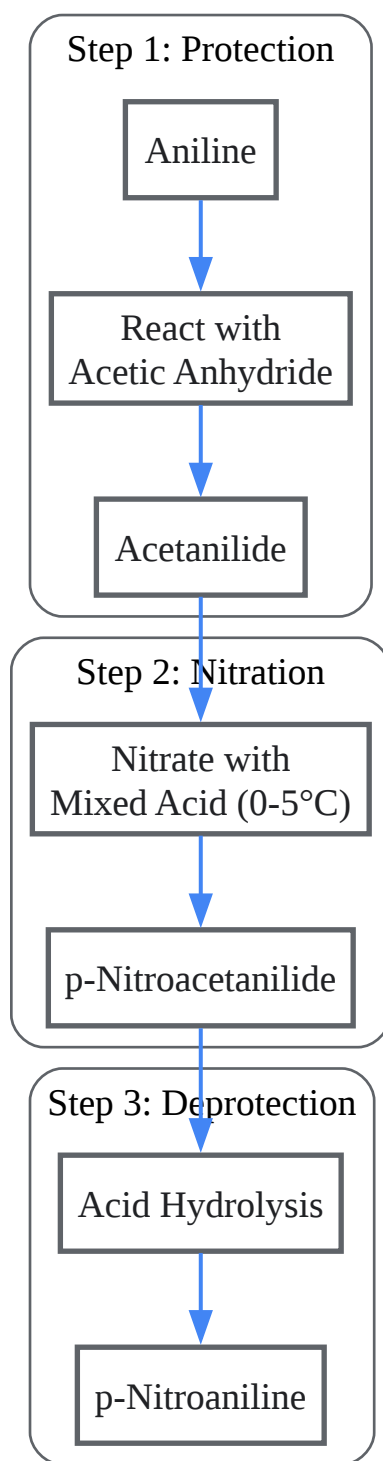 Step 1: Protection
Aniline
React with
Acetic Anhydride
Acetanilide
Step 2: Nitration
Nitrate with
Mixed Acid (0-5°C)
p-Nitroacetanilide
Step 3: Deprotection
Acid Hydrolysis
p-Nitroaniline